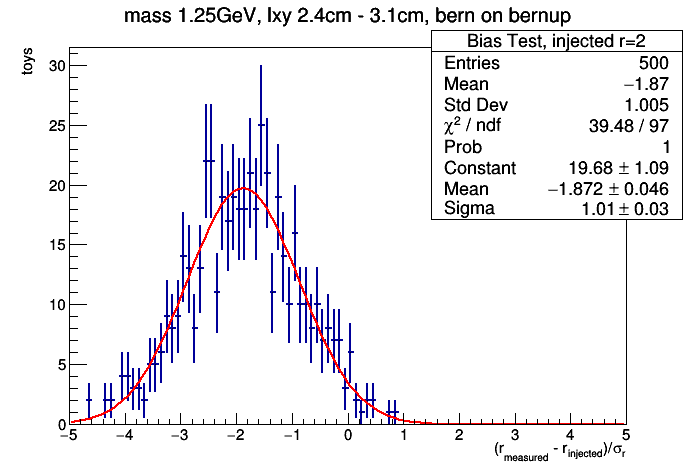 mass 1.25GeV, lxy 2.4cm - 3.1cm, bern on bernup
Bias Test, injected r=2
Entries 500
Mean −1.87
Std Dev 1.005
χ² / ndf 39.48 / 97
Prob 1
Constant 19.68 ± 1.09
Mean −1.872 ± 0.046
Sigma 1.01 ± 0.03
toys
30
25
20
15
10
5
0
−5 −4 −3 −2 −1 0 1 2 3 4 5
(r_measured - r_injected)/σ_r